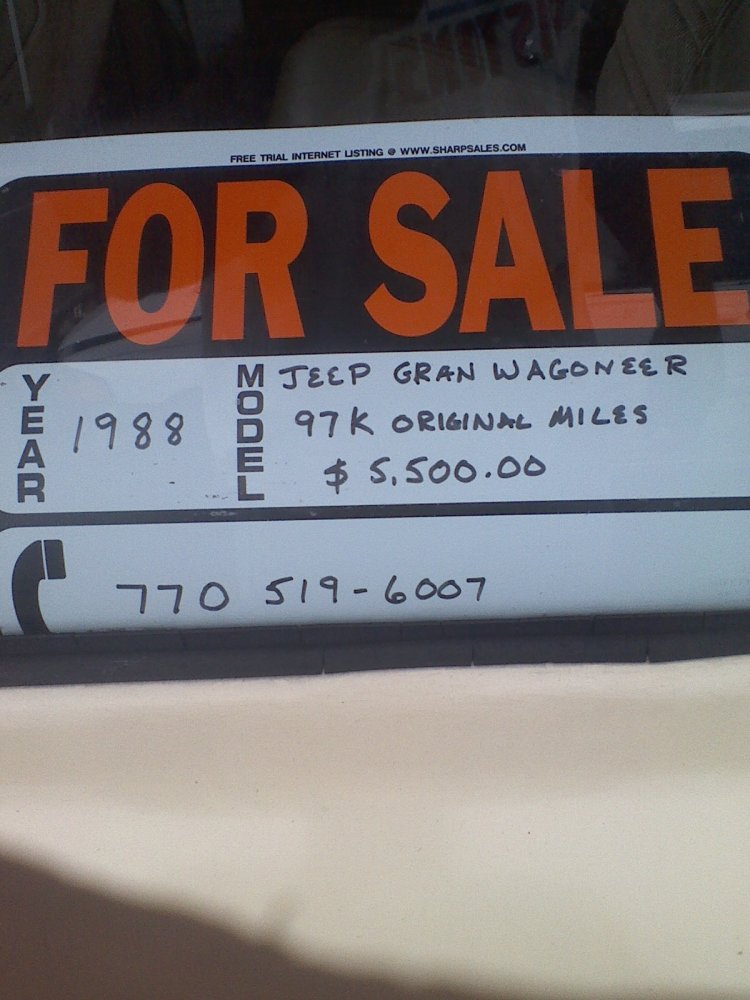 FREE TRIAL INTERNET LISTING @ WWW.SHARPSALES.COM
FOR SALE
YEAR 1988 MODEL JEEP GRAN WAGONEER
97K ORIGINAL MILES
$ 5,500.00
770 519-6007